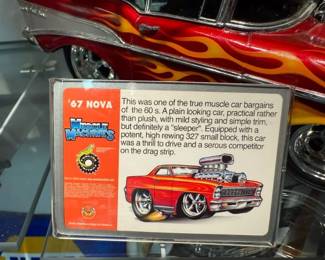 '67 NOVA
MUSCLE
MACHINES
This was one of the true muscle car bargains
of the 60 s. A plain looking car, practical rather
than plush, with mild styling and simple trim,
but definitely a "sleeper". Equipped with a
potent, high rewing 327 small block, this car
was a thrill to drive and a serous competitor
on the drag strip.